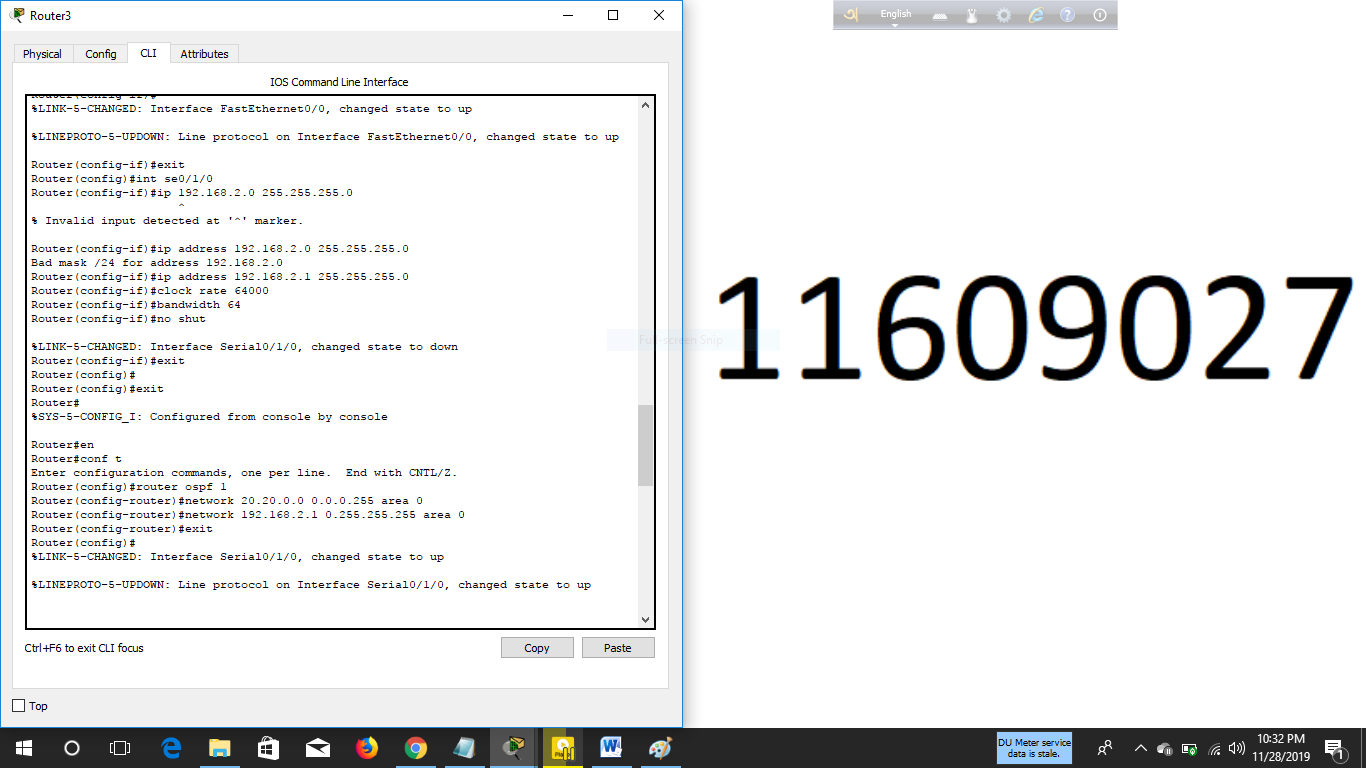 Router3
English
Physical
Config
CLI
Attributes
IOS Command Line Interface
%LINK-5-CHANGED: Interface FastEthernet0/0, changed state to up
%LINEPROTO-5-UPDOWN: Line protocol on Interface FastEthernet0/0, changed state to up
Router(config-if)#exit
Router(config)#int se0/1/0
Router(config-if)#ip 192.168.2.0 255.255.255.0
^
% Invalid input detected at '^' marker.
Router(config-if)#ip address 192.168.2.0 255.255.255.0
Bad mask /24 for address 192.168.2.0
Router(config-if)#ip address 192.168.2.1 255.255.255.0
Router(config-if)#clock rate 64000
Router(config-if)#bandwidth 64
Router(config-if)#no shut
%LINK-5-CHANGED: Interface Serial0/1/0, changed state to down
Router(config-if)#exit
Router(config)#
Router(config)#exit
Router#
%SYS-5-CONFIG_I: Configured from console by console
Router#en
Router#conf t
Enter configuration commands, one per line.  End with CNTL/Z.
Router(config)#router ospf 1
Router(config-router)#network 20.20.0.0 0.0.0.255 area 0
Router(config-router)#network 192.168.2.1 0.255.255.255 area 0
Router(config-router)#exit
Router(config)#
%LINK-5-CHANGED: Interface Serial0/1/0, changed state to up
%LINEPROTO-5-UPDOWN: Line protocol on Interface Serial0/1/0, changed state to up
Ctrl+F6 to exit CLI focus
Copy
Paste
Top
Full-screen Snip
11609027
DU Meter service
data is stale.
10:32 PM
11/28/2019
1